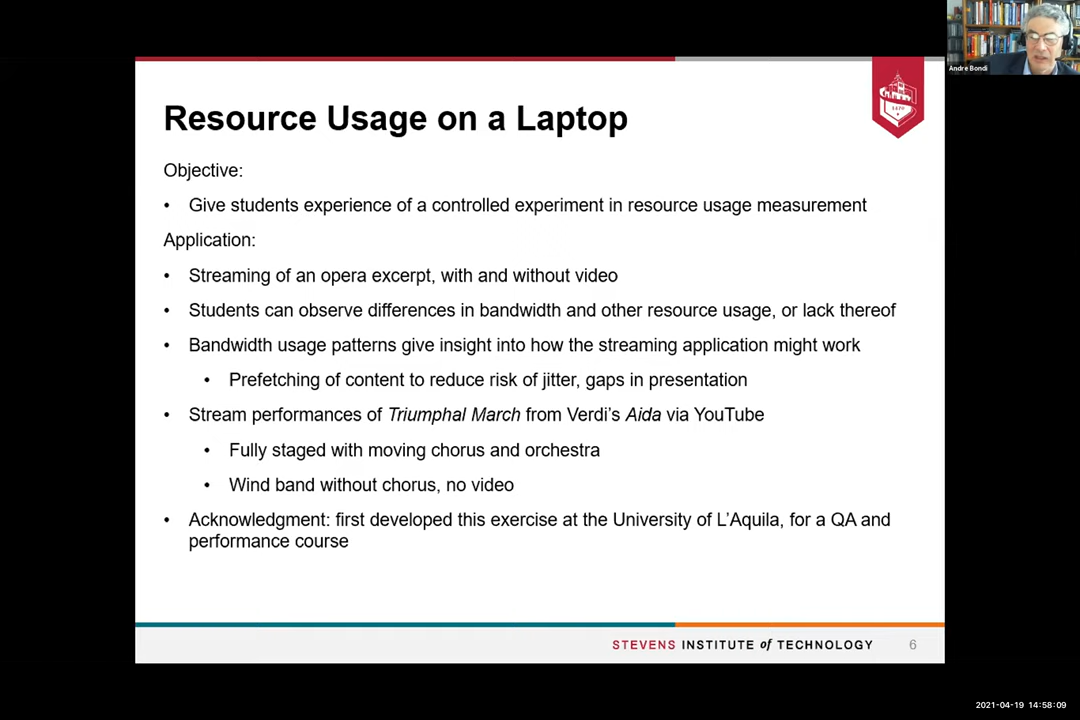 André Bondi
Resource Usage on a Laptop
Objective:
• Give students experience of a controlled experiment in resource usage measurement
Application:
• Streaming of an opera excerpt, with and without video
• Students can observe differences in bandwidth and other resource usage, or lack thereof
• Bandwidth usage patterns give insight into how the streaming application might work
• Prefetching of content to reduce risk of jitter, gaps in presentation
• Stream performances of Triumphal March from Verdi's Aida via YouTube
• Fully staged with moving chorus and orchestra
• Wind band without chorus, no video
• Acknowledgment: first developed this exercise at the University of L'Aquila, for a QA and
performance course
STEVENS INSTITUTE of TECHNOLOGY 6
2021-04-19 14:58:09